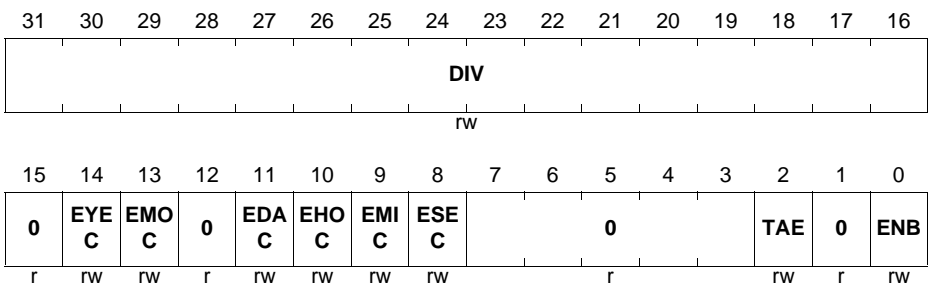 31 30 29 28 27 26 25 24 23 22 21 20 19 18 17 16
DIV
rw
15 14 13 12 11 10 9 8 7 6 5 4 3 2 1 0
0 EYE EMO 0 EDA EHO EMI ESE 0 TAE 0 ENB
C C C C C C
r rw rw r rw rw rw rw r rw r rw